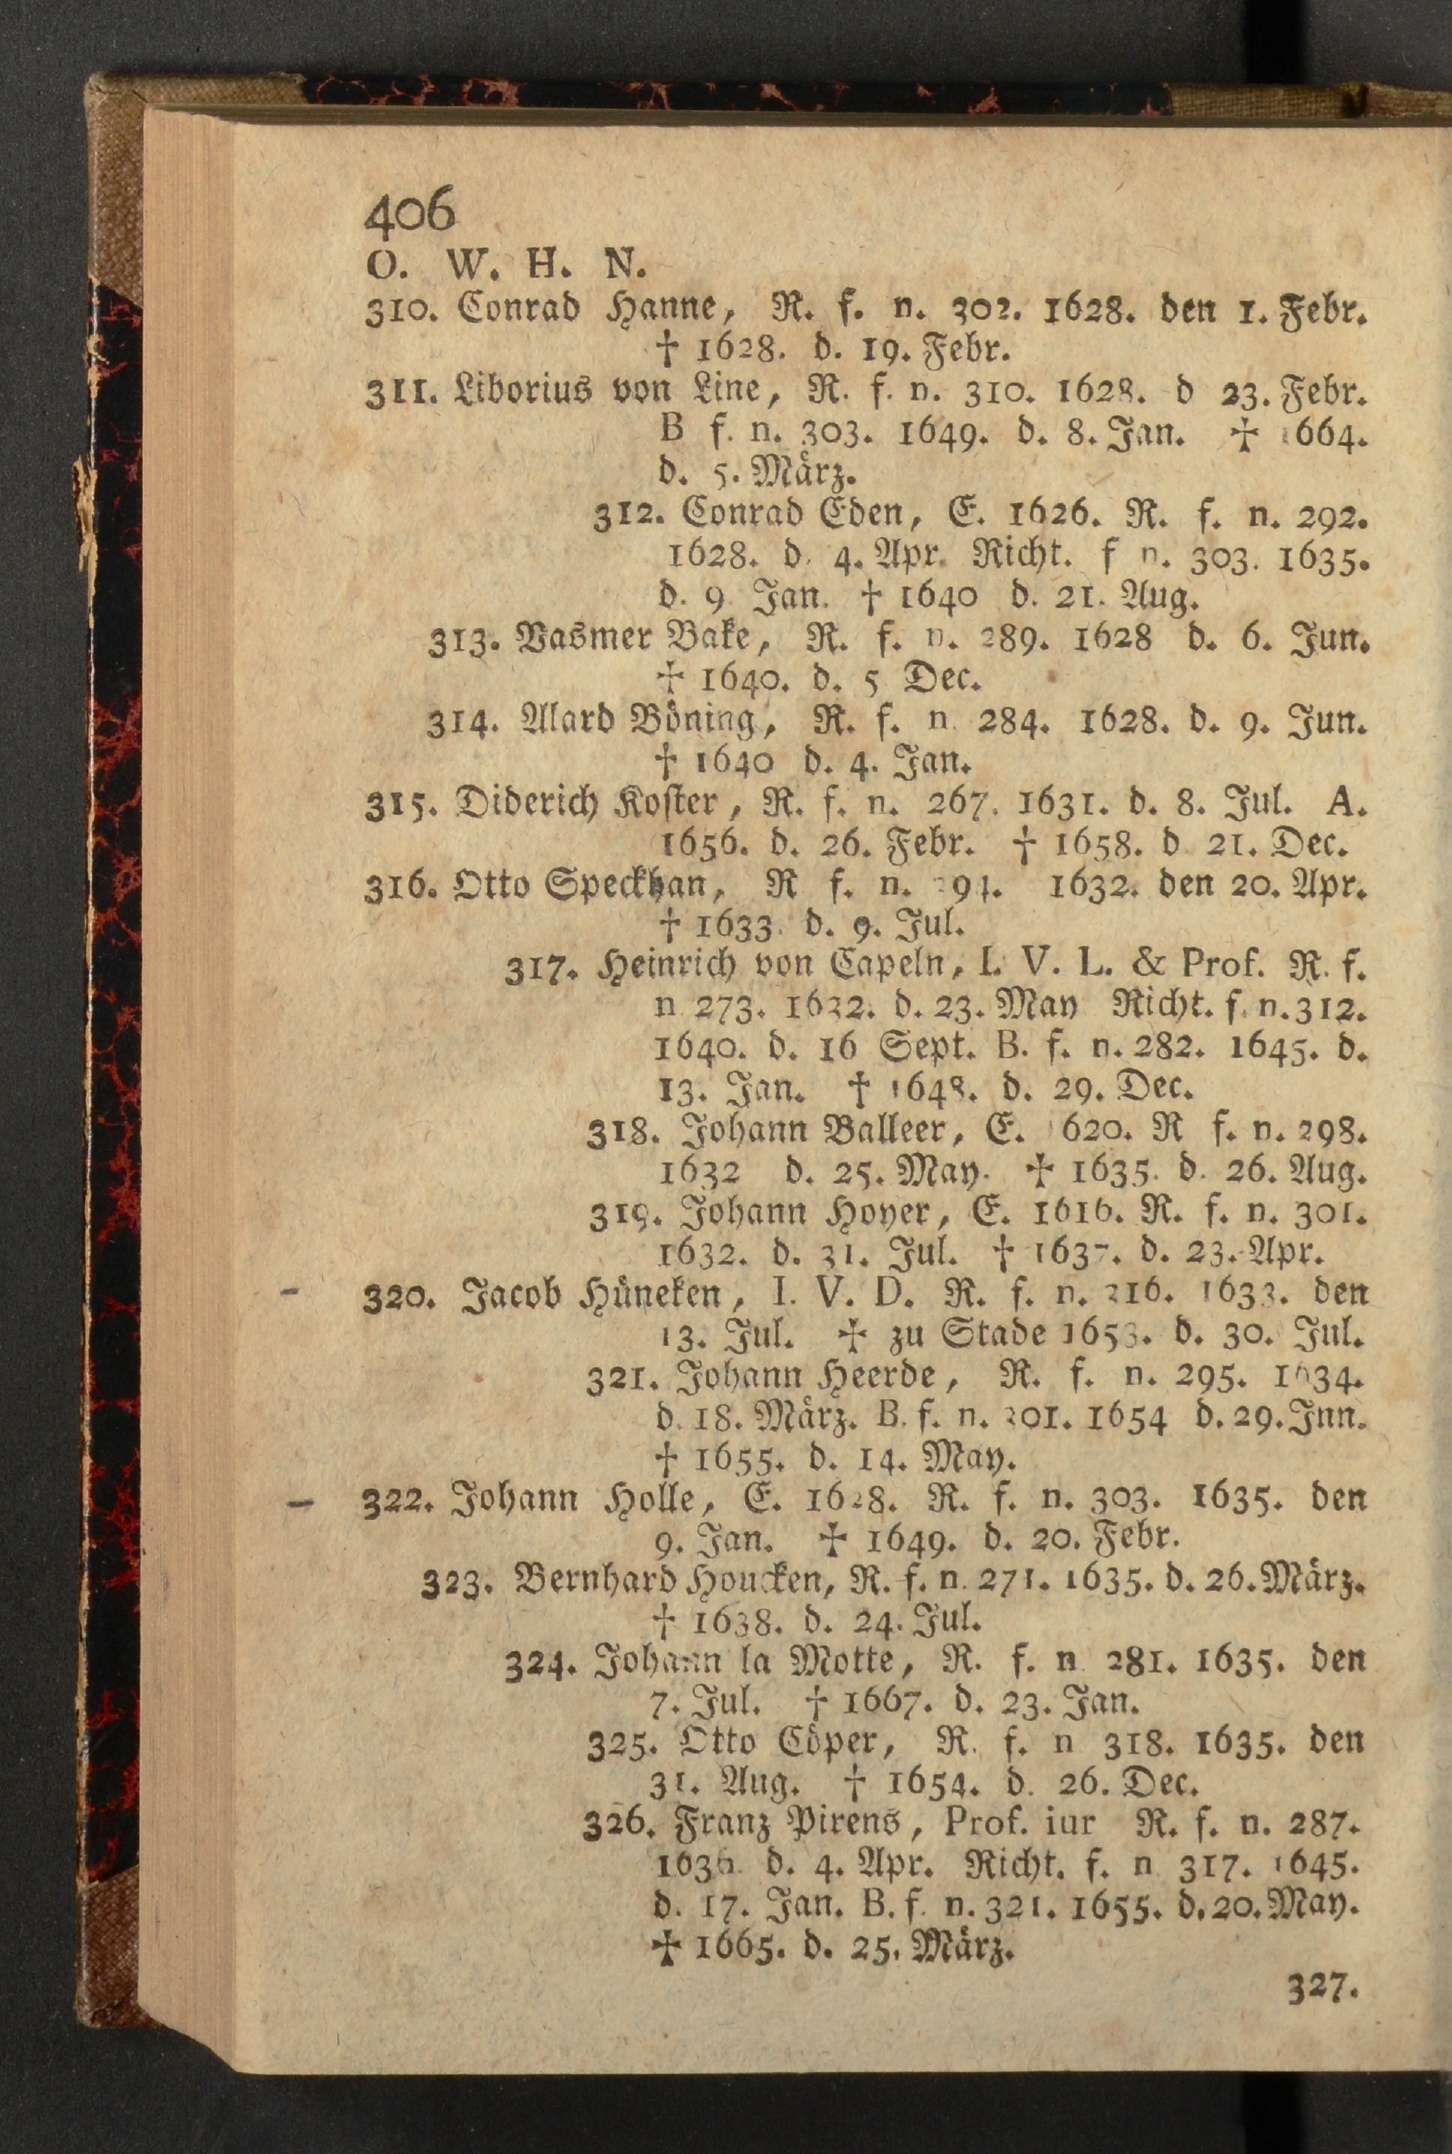 406
O. W. H. N.
310. Conrad Hanne, R. f. n. 302. 1628. den 1. Febr.
† 1628. d. 19. Febr.
311. Liborius von Line, R. f. n. 310. 1628. d 23. Febr.
B f. n. 303. 1649. d. 8. Jan. ✝ 1664.
d. 5. März.
312. Conrad Eden, E. 1626. R. f. n. 292.
1628. d. 4. Apr. Richt. f n. 303. 1635.
d. 9. Jan. † 1640 d. 21. Aug.
313. Vasmer Bake, R. f. n. 289. 1628 d. 6. Jun.
✝ 1640. d. 5 Dec.
314. Alard Böning, R. f. n 284. 1628. d. 9. Jun.
† 1640 d. 4. Jan.
315. Diderich Koster, R. f. n. 267. 1631. d. 8. Jul. A.
1656. d. 26. Febr. † 1658. d 21. Dec.
316. Otto Speckhan, R f. n. 294. 1632. den 20. Apr.
† 1633. d. 9. Jul.
317. Heinrich von Capeln, I. V. L. & Prof. R. f.
n 273. 1632. d. 23. May Richt. f. n. 312.
1640. d. 16 Sept. B. f. n. 282. 1645. d.
13. Jan. † 1648. d. 29. Dec.
318. Johann Balleer, E. 1620. R f. n. 298.
1632 d. 25. May. ✝ 1635. d. 26. Aug.
319. Johann Hoyer, E. 1616. R. f. n. 301.
1632. d. 31. Jul. † 1637. d. 23. Apr.
320. Jacob Hüneken, I. V. D. R. f. n. 316. 1633. den
13. Jul. ✝ zu Stade 1653. d. 30. Jul.
321. Johann Heerde, R. f. n. 295. 1634.
d. 18. März. B. f. n. 301. 1654 d. 29. Jnn.
† 1655. d. 14. May.
322. Johann Holle, E. 1628. R. f. n. 303. 1635. den
9. Jan. ✝ 1649. d. 20. Febr.
323. Bernhard Houcken, R. f. n. 271. 1635. d. 26. März.
† 1638. d. 24. Jul.
324. Johann la Motte, R. f. n 281. 1635. den
7. Jul. † 1667. d. 23. Jan.
325. Otto Cöper, R. f. n 318. 1635. den
31. Aug. † 1654. d. 26. Dec.
326. Franz Pirens, Prof. iur R. f. n. 287.
1636. d. 4. Apr. Richt. f. n 317. 1645.
d. 17. Jan. B. f. n. 321. 1655. d. 20. May.
✝ 1665. d. 25. März.
327.